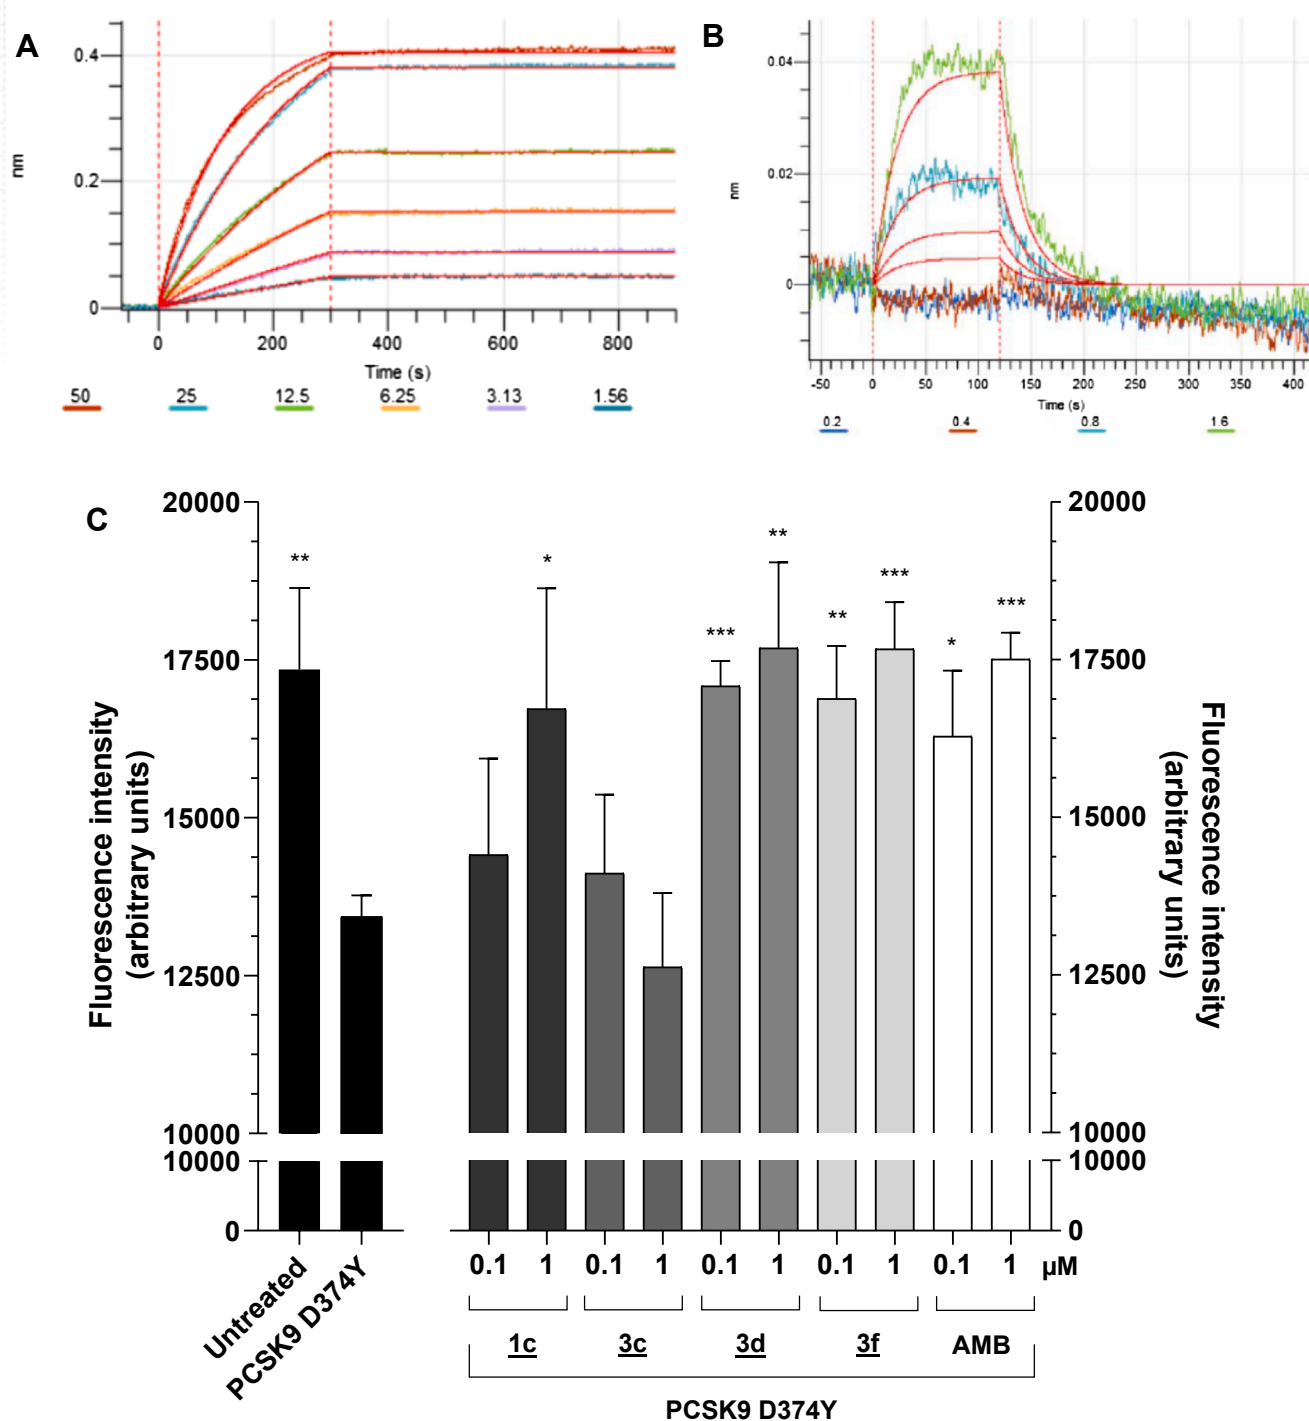 A
0.4
0.2
0
nm
0 200 400 600 800
Time (s)
50 25 12.5 6.25 3.13 1.56
B
0.04
0.02
0
nm
-50 0 50 100 150 200 250 300 350 400
Time (s)
0.2 0.4 0.8 1.6
C
20000
17500
15000
12500
10000
10000
0
Fluorescence intensity
(arbitrary units)
** * *** ** ** *** * ***
20000
17500
15000
12500
10000
10000
0
Fluorescence intensity
(arbitrary units)
Untreated
PCSK9 D374Y
0.1 1 0.1 1 0.1 1 0.1 1 0.1 1 µM
1c 3c 3d 3f AMB
PCSK9 D374Y